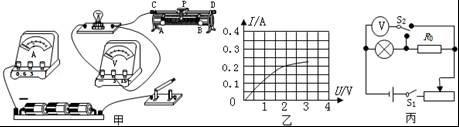 C P D
A B
A
0.6 3
V
3 15
甲
I/A
0.4
0.3
0.2
0.1
0 1 2 3 4 U/V
乙
V S₂
R₀
S₁
丙